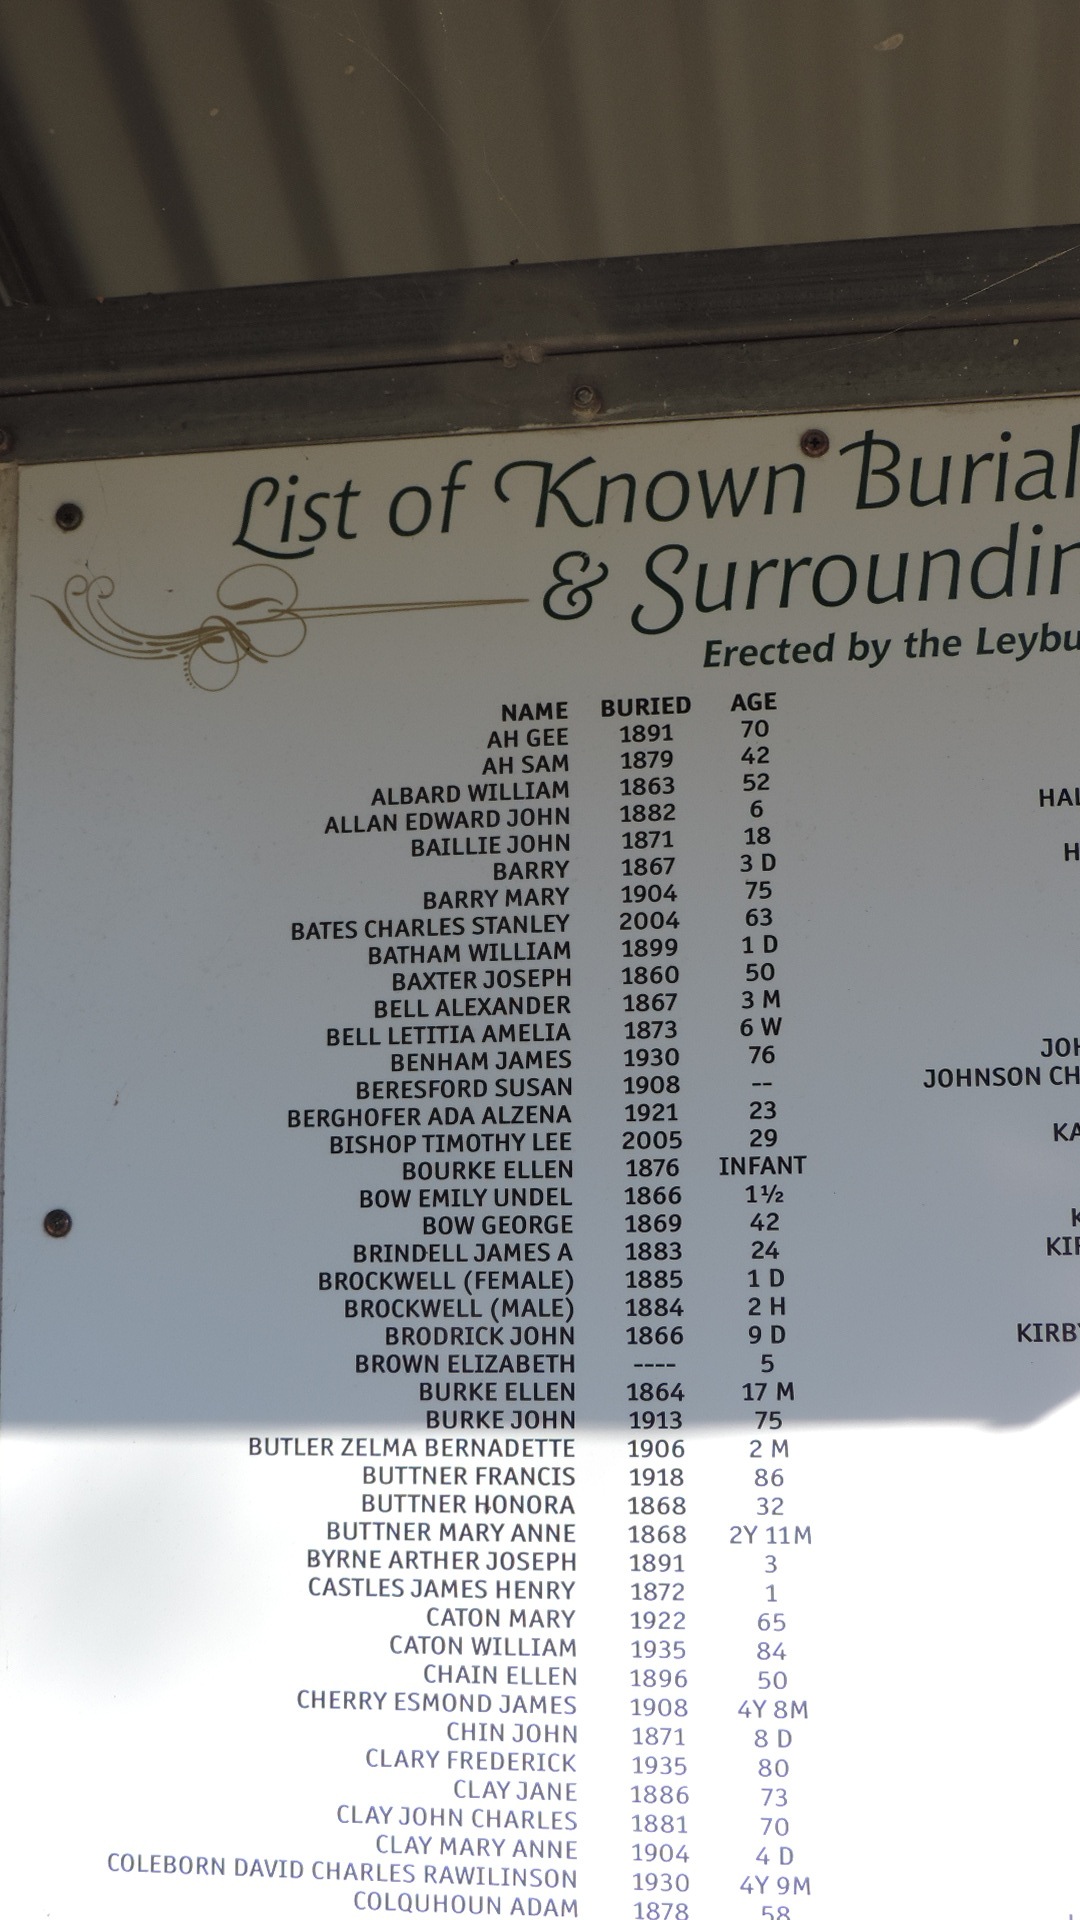 List of Known Burial
& Surroundin
Erected by the Leybu
NAME BURIED AGE
AH GEE 1891 70
AH SAM 1879 42
ALBARD WILLIAM 1863 52
ALLAN EDWARD JOHN 1882 6
BAILLIE JOHN 1871 18
BARRY 1867 3 D
BARRY MARY 1904 75
BATES CHARLES STANLEY 2004 63
BATHAM WILLIAM 1899 1 D
BAXTER JOSEPH 1860 50
BELL ALEXANDER 1867 3 M
BELL LETITIA AMELIA 1873 6 W
BENHAM JAMES 1930 76
BERESFORD SUSAN 1908 --
BERGHOFER ADA ALZENA 1921 23
BISHOP TIMOTHY LEE 2005 29
BOURKE ELLEN 1876 INFANT
BOW EMILY UNDEL 1866 1½
BOW GEORGE 1869 42
BRINDELL JAMES A 1883 24
BROCKWELL (FEMALE) 1885 1 D
BROCKWELL (MALE) 1884 2 H
BRODRICK JOHN 1866 9 D
BROWN ELIZABETH ---- 5
BURKE ELLEN 1864 17 M
BURKE JOHN 1913 75
BUTLER ZELMA BERNADETTE 1906 2 M
BUTTNER FRANCIS 1918 86
BUTTNER HONORA 1868 32
BUTTNER MARY ANNE 1868 2Y 11M
BYRNE ARTHER JOSEPH 1891 3
CASTLES JAMES HENRY 1872 1
CATON MARY 1922 65
CATON WILLIAM 1935 84
CHAIN ELLEN 1896 50
CHERRY ESMOND JAMES 1908 4Y 8M
CHIN JOHN 1871 8 D
CLARY FREDERICK 1935 80
CLAY JANE 1886 73
CLAY JOHN CHARLES 1881 70
CLAY MARY ANNE 1904 4 D
COLEBORN DAVID CHARLES RAWILINSON 1930 4Y 9M
COLQUHOUN ADAM 1878 58
HAL
H
JOH
JOHNSON CH
KA
K
KIR
KIRBY